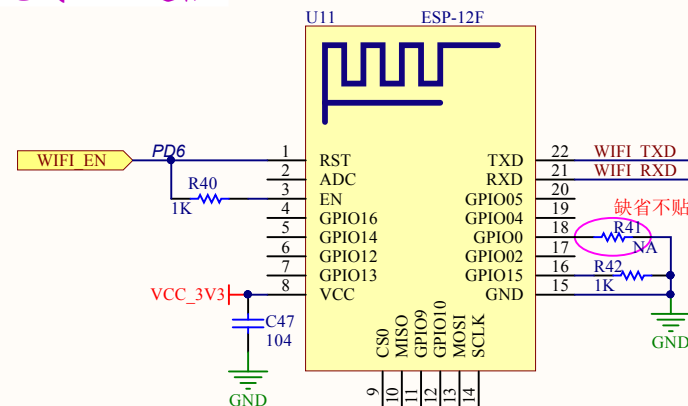 U11
ESP-12F
WIFI_EN
PD6
1
RST
2
ADC
R40
3
EN
1K
4
GPIO16
5
GPIO14
6
GPIO12
7
GPIO13
VCC_3V3
8
VCC
C47
104
GND
TXD
22
WIFI_TXD
RXD
21
WIFI_RXD
GPIO05
20
GPIO04
19
缺省不贴
GPIO0
18
R41
NA
GPIO02
17
GPIO15
16
R42
1K
GND
15
GND
CS0
MISO
GPIO9
GPIO10
MOSI
SCLK
9
10
11
12
13
14